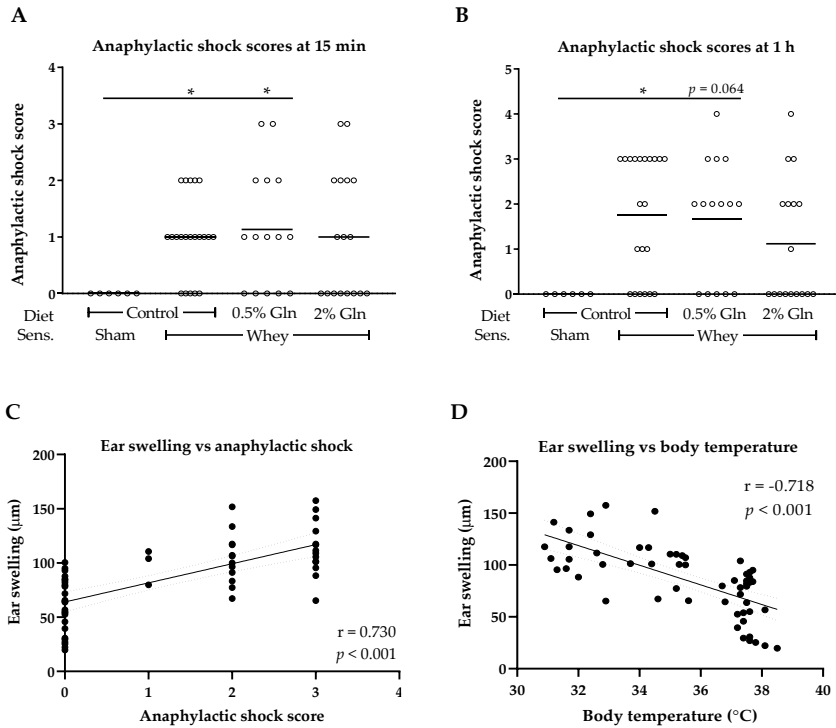 A
Anaphylactic shock scores at 15 min
Anaphylactic shock score
4
3
2
1
0
* *
Diet Control 0.5% Gln 2% Gln
Sens. Sham Whey
B
Anaphylactic shock scores at 1 h
Anaphylactic shock score
5
4
3
2
1
0
* p = 0.064
Diet Control 0.5% Gln 2% Gln
Sens. Sham Whey
C
Ear swelling vs anaphylactic shock
Ear swelling (μm)
200
150
100
50
0
r = 0.730
p < 0.001
0 1 2 3 4
Anaphylactic shock score
D
Ear swelling vs body temperature
Ear swelling (μm)
200
150
100
50
0
r = -0.718
p < 0.001
30 32 34 36 38 40
Body temperature (°C)